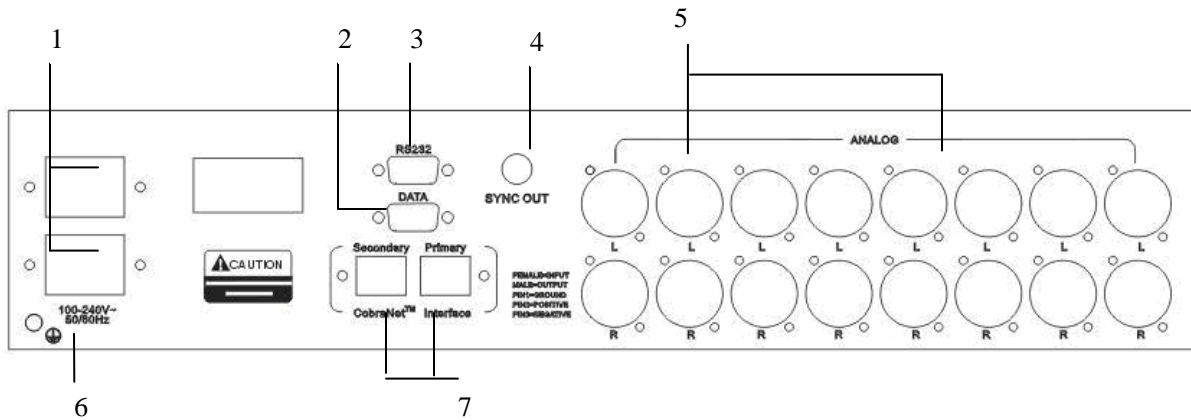 1 2 3 4 5
ANALOG
RS232
SYNC OUT
DATA
L L L L L L L L
Secondary Primary
CAUTION
FEMALE=INPUT
MALE=OUTPUT
PIN1=GROUND
PIN2=POSITIVE
PIN3=NEGATIVE
100-240V~
50/60Hz
CobraNet™ Interface
R R R R R R R R
6 7